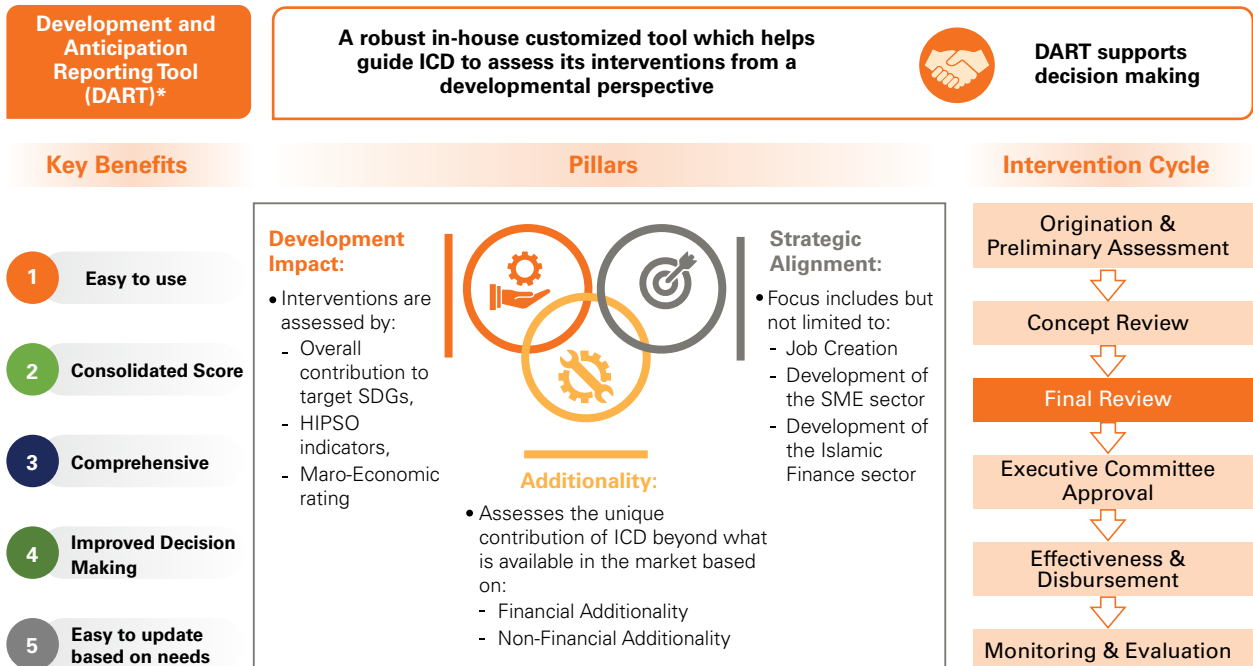 Development and
Anticipation
Reporting Tool
(DART)*
A robust in-house customized tool which helps
guide ICD to assess its interventions from a
developmental perspective
DART supports
decision making
Key Benefits
1
Easy to use
2
Consolidated Score
3
Comprehensive
4
Improved Decision
Making
5
Easy to update
based on needs
Pillars
Development
Impact:
• Interventions are
assessed by:
- Overall
contribution to
target SDGs,
- HIPSO
indicators,
- Maro-Economic
rating
Additionality:
• Assesses the unique
contribution of ICD beyond what
is available in the market based
on:
- Financial Additionality
- Non-Financial Additionality
Strategic
Alignment:
• Focus includes but
not limited to:
- Job Creation
- Development of
the SME sector
- Development of
the Islamic
Finance sector
Intervention Cycle
Origination &
Preliminary Assessment
Concept Review
Final Review
Executive Committee
Approval
Effectiveness &
Disbursement
Monitoring & Evaluation